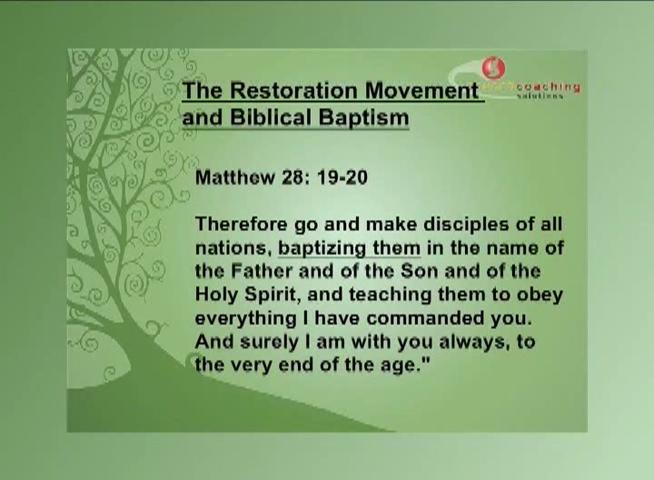 The Restoration Movement
and Biblical Baptism
coaching
solutions
Matthew 28: 19-20
Therefore go and make disciples of all
nations, baptizing them in the name of
the Father and of the Son and of the
Holy Spirit, and teaching them to obey
everything I have commanded you.
And surely I am with you always, to
the very end of the age."